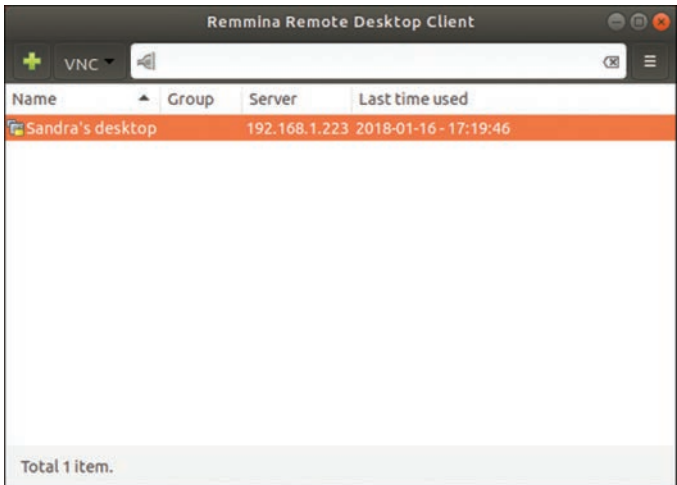 Remmina Remote Desktop Client
VNC
Name Group Server Last time used
Sandra's desktop 192.168.1.223 2018-01-16 - 17:19:46
Total 1 item.